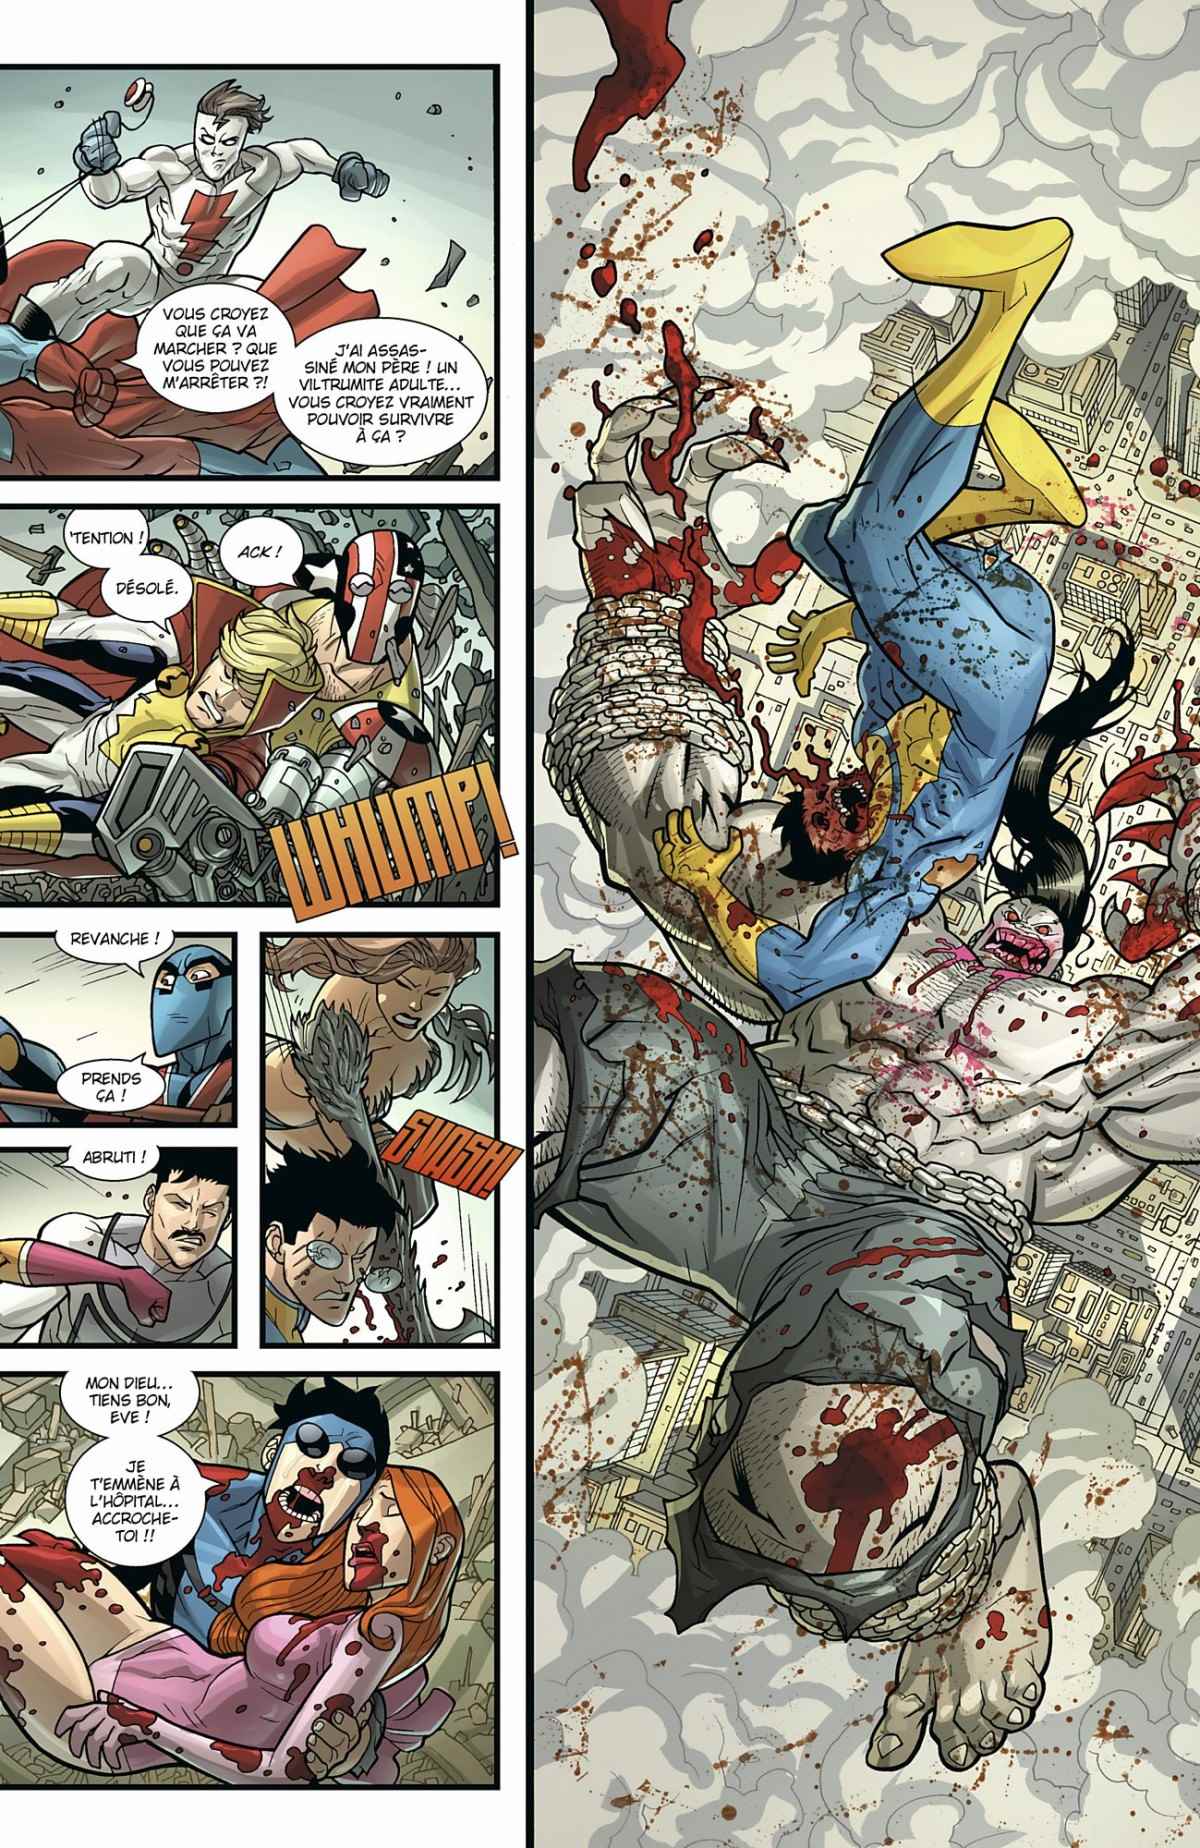 VOUS CROYEZ
QUE ÇA VA
MARCHER ? QUE
VOUS POUVEZ
M'ARRÊTER ?!
J'AI ASSAS-
SINÉ MON PÈRE ! UN
VILTRUMITE ADULTE...
VOUS CROYEZ VRAIMENT
POUVOIR SURVIVRE
À ÇA ?
'TENTION !
DÉSOLÉ.
ACK !
WHUMP!
REVANCHE !
PRENDS
ÇA !
SVASH!
ABRUTI !
MON DIEU...
TIENS BON,
EVE !
JE
T'EMMÈNE À
L'HÔPITAL...
ACCROCHE-
TOI !!